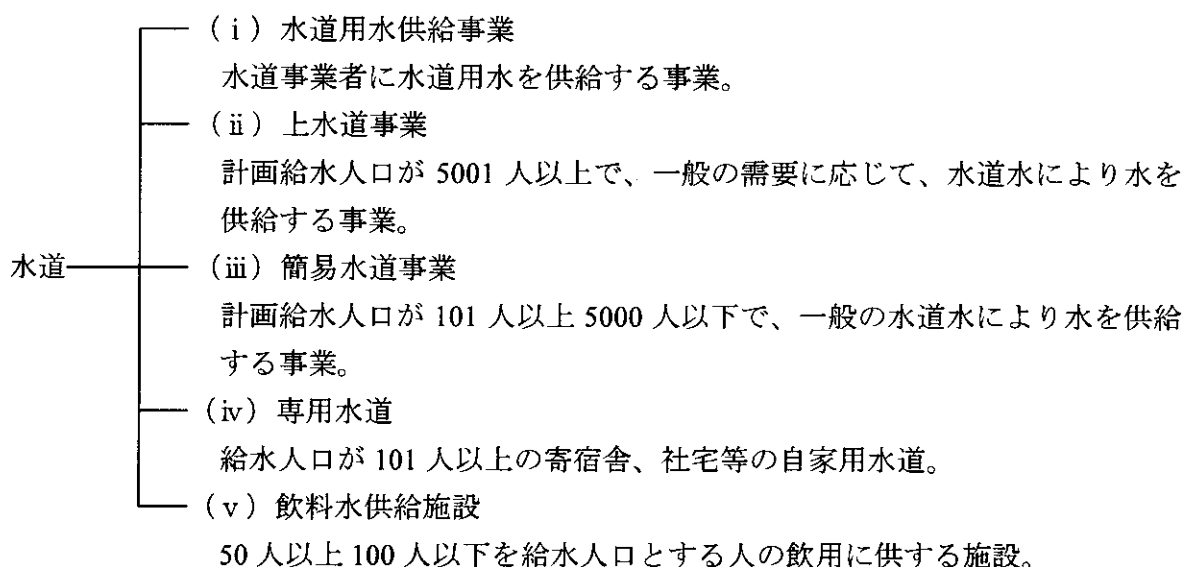 (ⅰ) 水道用水供給事業
水道事業者に水道用水を供給する事業。
(ⅱ) 上水道事業
計画給水人口が 5001 人以上で、一般の需要に応じて、水道水により水を
供給する事業。
水道
(ⅲ) 簡易水道事業
計画給水人口が 101 人以上 5000 人以下で、一般の水道水により水を供給
する事業。
(ⅳ) 専用水道
給水人口が 101 人以上の寄宿舎、社宅等の自家用水道。
(ⅴ) 飲料水供給施設
50 人以上 100 人以下を給水人口とする人の飲用に供する施設。